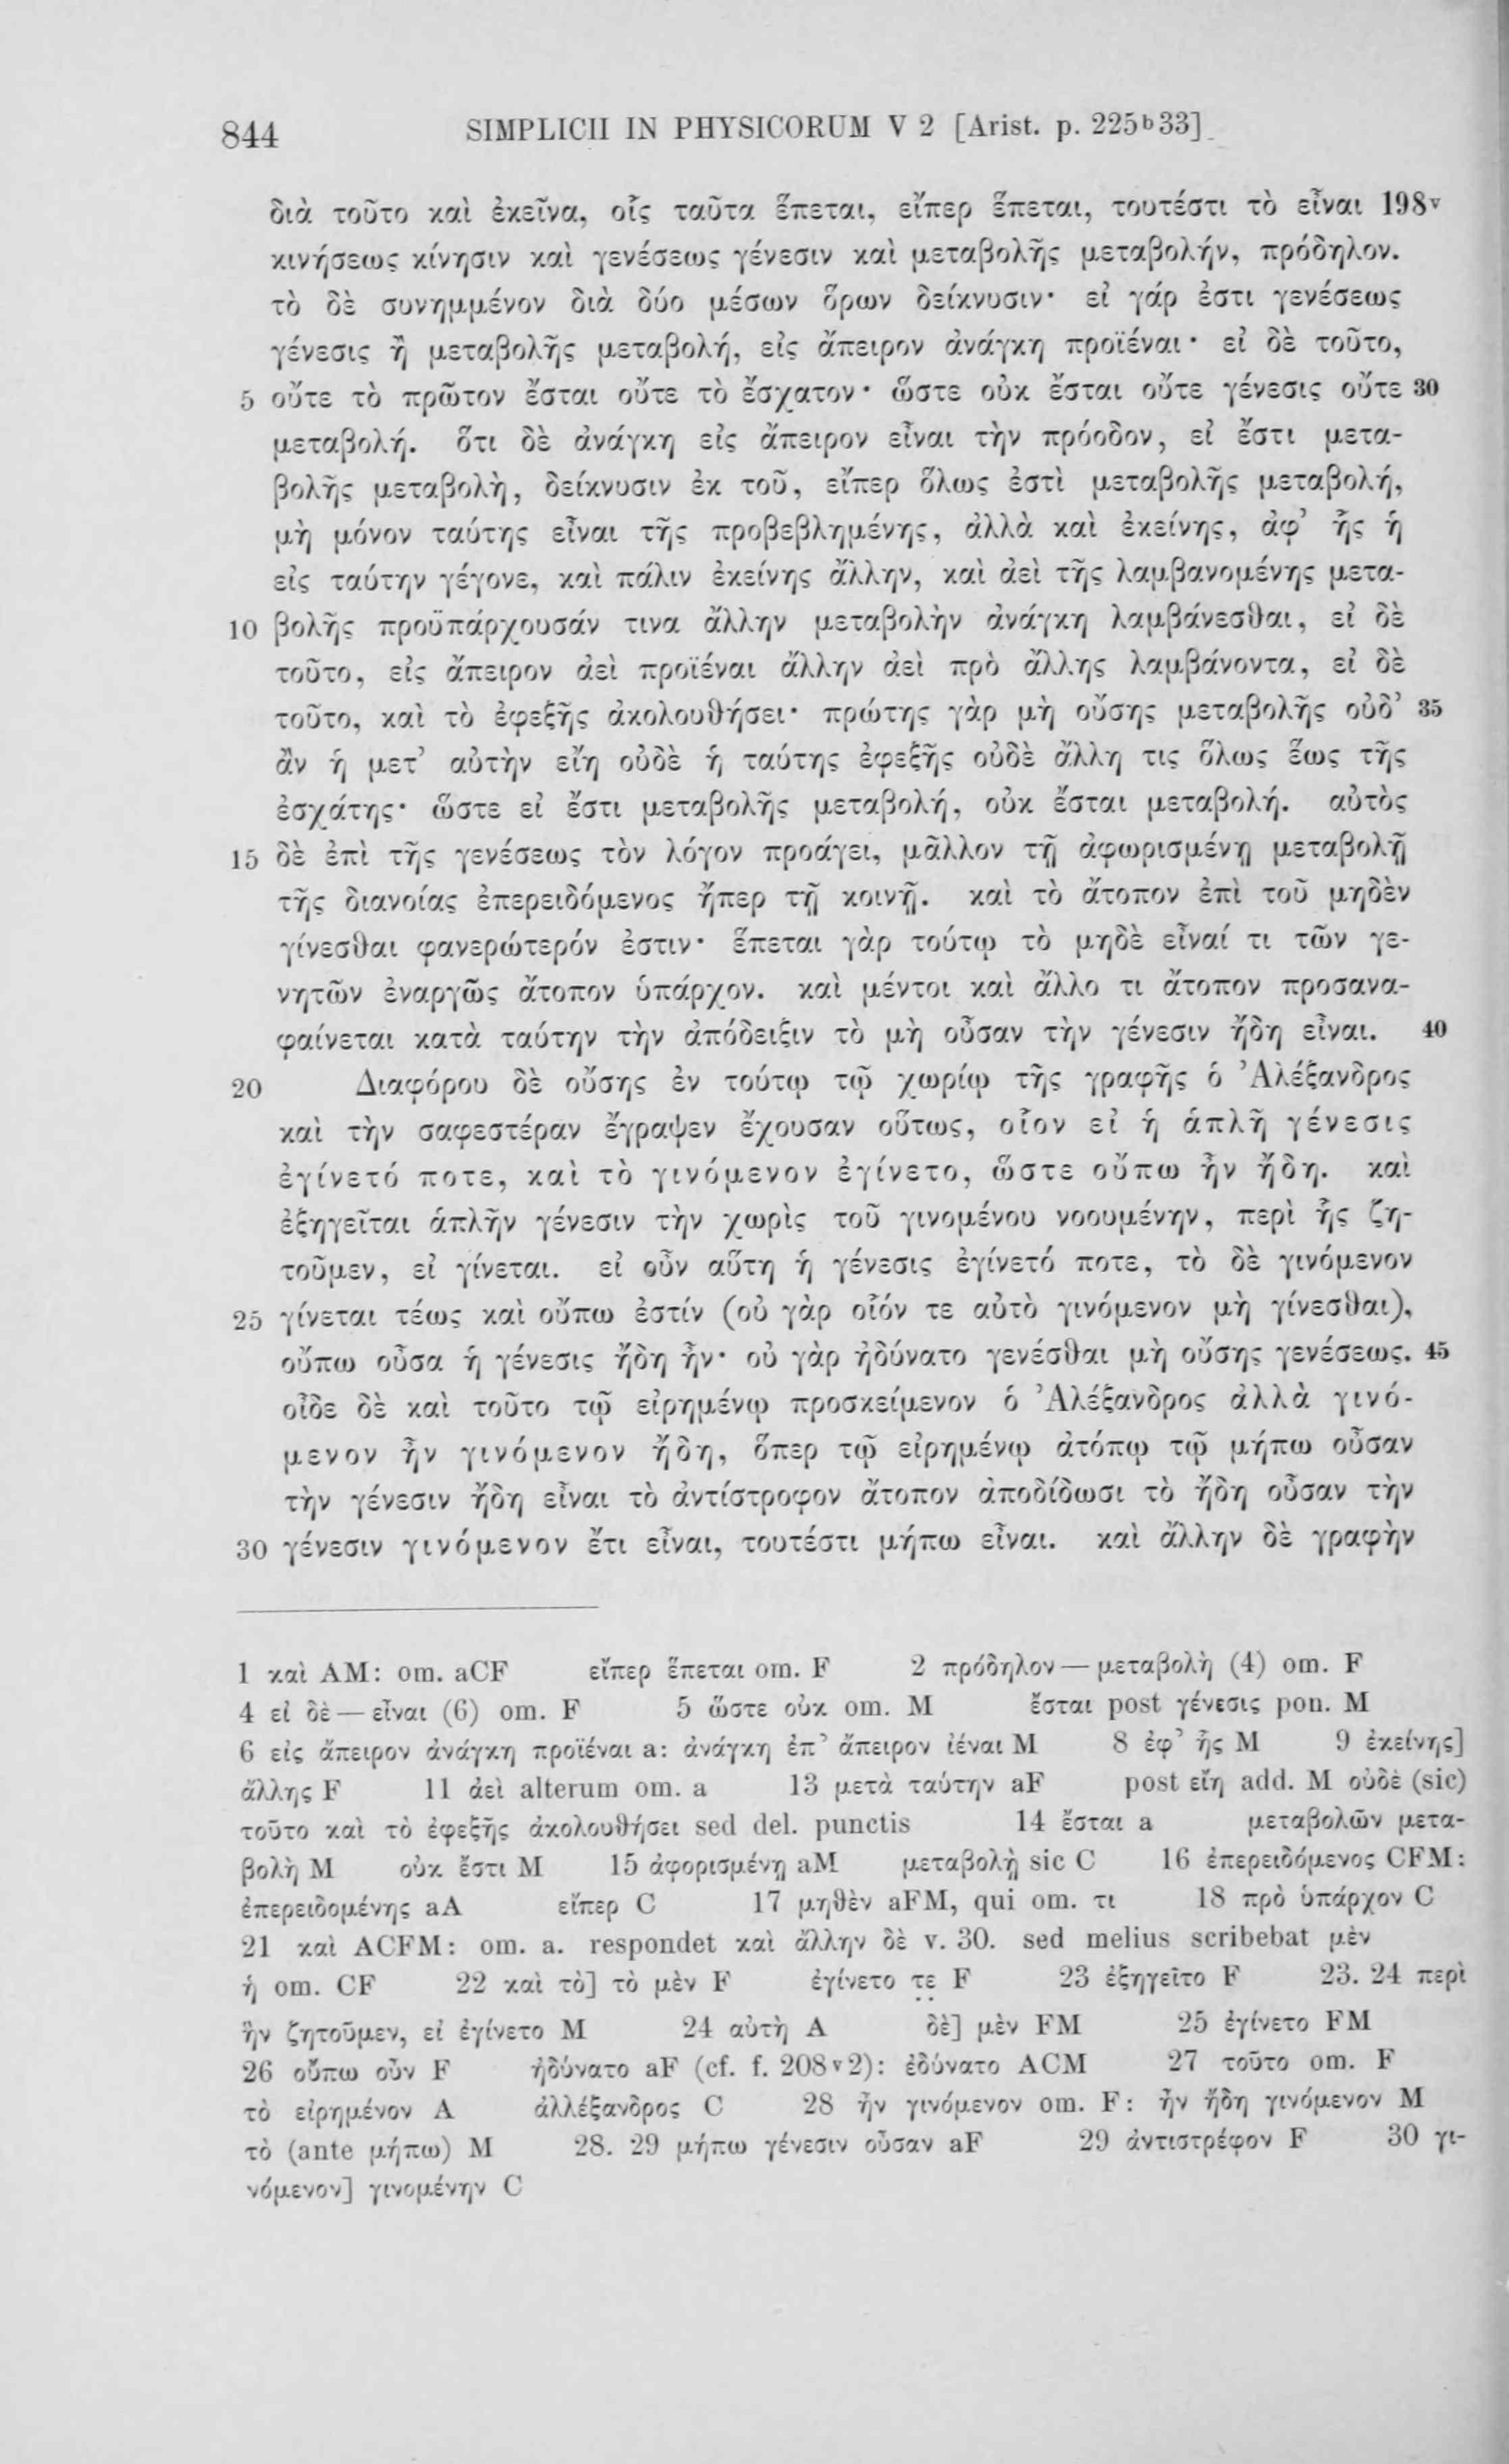 844 SIMPLICII IN PHYSICORUM V 2 [Arist. p. 225b33]
διὰ τοῦτο καὶ ἐκεῖνα, οἷς ταῦτα ἕπεται, εἴπερ ἕπεται, τουτέστι τὸ εἶναι 198v
κινήσεως κίνησιν καὶ γενέσεως γένεσιν καὶ μεταβολῆς μεταβολήν, πρόδηλον.
τὸ δὲ συνημμένον διὰ δύο μέσων ὅρων δείκνυσιν· εἰ γάρ ἐστι γενέσεως
γένεσις ἢ μεταβολῆς μεταβολή, εἰς ἄπειρον ἀνάγκη προϊέναι· εἰ δὲ τοῦτο,
5 οὔτε τὸ πρῶτον ἔσται οὔτε τὸ ἔσχατον· ὥστε οὐκ ἔσται οὔτε γένεσις οὔτε 30
μεταβολή. ὅτι δὲ ἀνάγκη εἰς ἄπειρον εἶναι τὴν πρόοδον, εἰ ἔστι μετα-
βολῆς μεταβολὴ, δείκνυσιν ἐκ τοῦ, εἴπερ ὅλως ἐστὶ μεταβολῆς μεταβολή,
μὴ μόνον ταύτης εἶναι τῆς προβεβλημένης, ἀλλὰ καὶ ἐκείνης, ἀφ’ ἧς ἡ
εἰς ταύτην γέγονε, καὶ πάλιν ἐκείνης ἄλλην, καὶ ἀεὶ τῆς λαμβανομένης μετα-
10 βολῆς προϋπάρχουσάν τινα ἄλλην μεταβολὴν ἀνάγκη λαμβάνεσθαι, εἰ δὲ
τοῦτο, εἰς ἄπειρον ἀεὶ προϊέναι ἄλλην ἀεὶ πρὸ ἄλλης λαμβάνοντα, εἰ δὲ
τοῦτο, καὶ τὸ ἐφεξῆς ἀκολουθήσει· πρώτης γὰρ μὴ οὔσης μεταβολῆς οὐδ’ 35
ἂν ἡ μετ’ αὐτὴν εἴη οὐδὲ ἡ ταύτης ἐφεξῆς οὐδὲ ἄλλη τις ὅλως ἕως τῆς
ἐσχάτης· ὥστε εἰ ἔστι μεταβολῆς μεταβολή, οὐκ ἔσται μεταβολή. αὐτὸς
15 δὲ ἐπὶ τῆς γενέσεως τὸν λόγον προάγει, μᾶλλον τῇ ἀφωρισμένῃ μεταβολῇ
τῆς διανοίας ἐπερειδόμενος ἤπερ τῇ κοινῇ. καὶ τὸ ἄτοπον ἐπὶ τοῦ μηδὲν
γίνεσθαι φανερώτερόν ἐστιν· ἕπεται γὰρ τούτῳ τὸ μηδὲ εἶναί τι τῶν γε-
νητῶν ἐναργῶς ἄτοπον ὑπάρχον. καὶ μέντοι καὶ ἄλλο τι ἄτοπον προσανα-
φαίνεται κατὰ ταύτην τὴν ἀπόδειξιν τὸ μὴ οὖσαν τὴν γένεσιν ἤδη εἶναι. 40
20 Διαφόρου δὲ οὔσης ἐν τούτῳ τῷ χωρίῳ τῆς γραφῆς ὁ Ἀλέξανδρος
καὶ τὴν σαφεστέραν ἔγραψεν ἔχουσαν οὕτως, οἷον εἰ ἡ ἁπλῆ γένεσις
ἐγίνετό ποτε, καὶ τὸ γινόμενον ἐγίνετο, ὥστε οὔπω ἦν ἤδη. καὶ
ἐξηγεῖται ἁπλῆν γένεσιν τὴν χωρὶς τοῦ γινομένου νοουμένην, περὶ ἧς ζη-
τοῦμεν, εἰ γίνεται. εἰ οὖν αὕτη ἡ γένεσις ἐγίνετό ποτε, τὸ δὲ γινόμενον
25 γίνεται τέως καὶ οὔπω ἐστίν (οὐ γὰρ οἷόν τε αὐτὸ γινόμενον μὴ γίνεσθαι),
οὔπω οὖσα ἡ γένεσις ἤδη ἦν· οὐ γὰρ ἠδύνατο γενέσθαι μὴ οὔσης γενέσεως. 45
οἶδε δὲ καὶ τοῦτο τῷ εἰρημένῳ προσκείμενον ὁ Ἀλέξανδρος ἀλλὰ γινό-
μενον ἦν γινόμενον ἤδη, ὅπερ τῷ εἰρημένῳ ἀτόπῳ τῷ μήπω οὖσαν
τὴν γένεσιν ἤδη εἶναι τὸ ἀντίστροφον ἄτοπον ἀποδίδωσι τὸ ἤδη οὖσαν τὴν
30 γένεσιν γινόμενον ἔτι εἶναι, τουτέστι μήπω εἶναι. καὶ ἄλλην δὲ γραφὴν
1 καὶ AM: om. aCF εἴπερ ἕπεται om. F 2 πρόδηλον — μεταβολὴ (4) om. F
4 εἰ δὲ — εἶναι (6) om. F 5 ὥστε οὐκ om. M ἔσται post γένεσις pon. M
6 εἰς ἄπειρον ἀνάγκη προϊέναι a: ἀνάγκη ἐπ’ ἄπειρον ἰέναι M 8 ἐφ’ ἧς M 9 ἐκείνης]
ἄλλης F 11 ἀεὶ alterum om. a 13 μετὰ ταύτην aF post εἴη add. M οὐδὲ (sic)
τοῦτο καὶ τὸ ἐφεξῆς ἀκολουθήσει sed del. punctis 14 ἔσται a μεταβολῶν μετα-
βολὴ M οὐκ ἔστι M 15 ἀφορισμένῃ aM μεταβολὴ sic C 16 ἐπερειδόμενος CFM:
ἐπερειδομένης aA εἴπερ C 17 μηθὲν aFM, qui om. τι 18 πρὸ ὑπάρχον C
21 καὶ ACFM: om. a. respondet καὶ ἄλλην δὲ v. 30. sed melius scribebat μὲν
ἡ om. CF 22 καὶ τὸ] τὸ μὲν F ἐγίνετο τε F 23 ἐξηγεῖτο F 23. 24 περὶ
ἣν ζητοῦμεν, εἰ ἐγίνετο M 24 αὐτὴ A δὲ] μὲν FM 25 ἐγίνετο FM
26 οὔπω οὖν F ἠδύνατο aF (cf. f. 208v2): ἐδύνατο ACM 27 τοῦτο om. F
τὸ εἰρημένον A ἀλλέξανδρος C 28 ἦν γινόμενον om. F: ἦν ἤδη γινόμενον M
τὸ (ante μήπω) M 28. 29 μήπω γένεσιν οὖσαν aF 29 ἀντιστρέφον F 30 γι-
νόμενον] γινομένην C